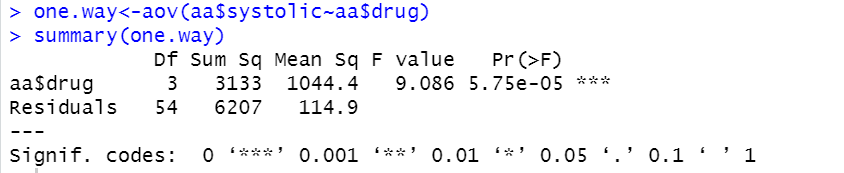 > one.way<-aov(aa$systolic~aa$drug)
> summary(one.way)
            Df Sum Sq Mean Sq F value   Pr(>F)
aa$drug      3   3133  1044.4   9.086 5.75e-05 ***
Residuals   54   6207   114.9
---
Signif. codes:  0 ‘***’ 0.001 ‘**’ 0.01 ‘*’ 0.05 ‘.’ 0.1 ‘ ’ 1